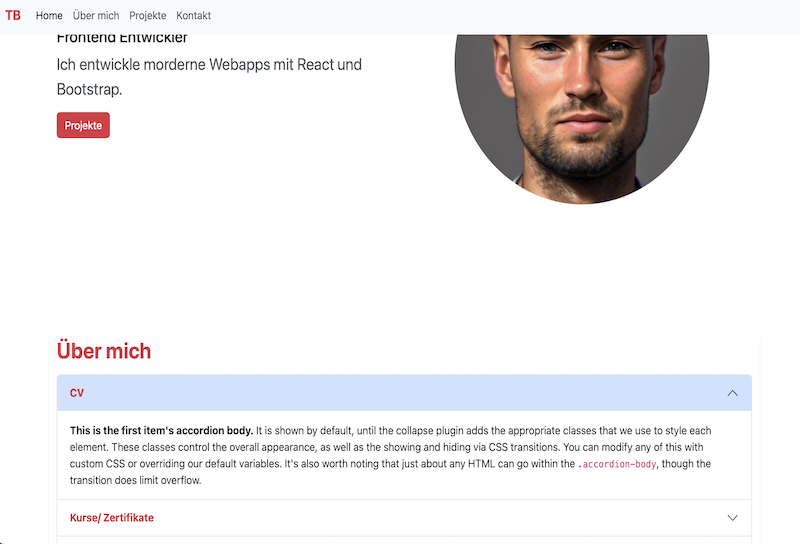 TB Home Über mich Projekte Kontakt
Frontend Entwickler
Ich entwickle morderne Webapps mit React und
Bootstrap.
Projekte
Über mich
CV
This is the first item's accordion body. It is shown by default, until the collapse plugin adds the appropriate classes that we use to style each
element. These classes control the overall appearance, as well as the showing and hiding via CSS transitions. You can modify any of this with
custom CSS or overriding our default variables. It's also worth noting that just about any HTML can go within the .accordion-body, though the
transition does limit overflow.
Kurse/ Zertifikate